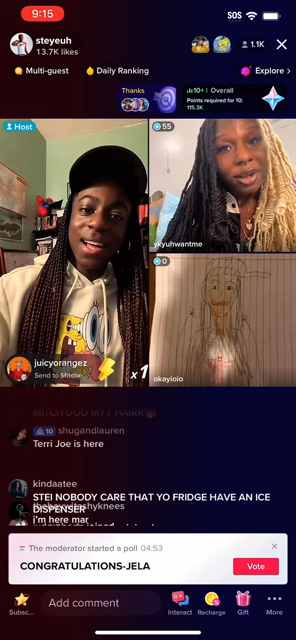 9:15
SOS
steyeuh
13.7K likes
1.1K
Multi-guest
Daily Ranking
Explore >
Thanks
10+ | Overall
Points required for 10:
115.3K
Host
55
ykyuhwantme
0
okayioio
juicyorangez
Send to Mitche...
x1
MITCH DOO MYY HAIRR
10 shugandlauren
Terri Joe is here
kindaatee
STEI NOBODY CARE THAT YO FRIDGE HAVE AN ICE
DISPENSER
i'm here mar
The moderator started a poll 04:53
CONGRATULATIONS-JELA
Vote
Subsc...
Add comment
Interact
Recharge
Gift
More